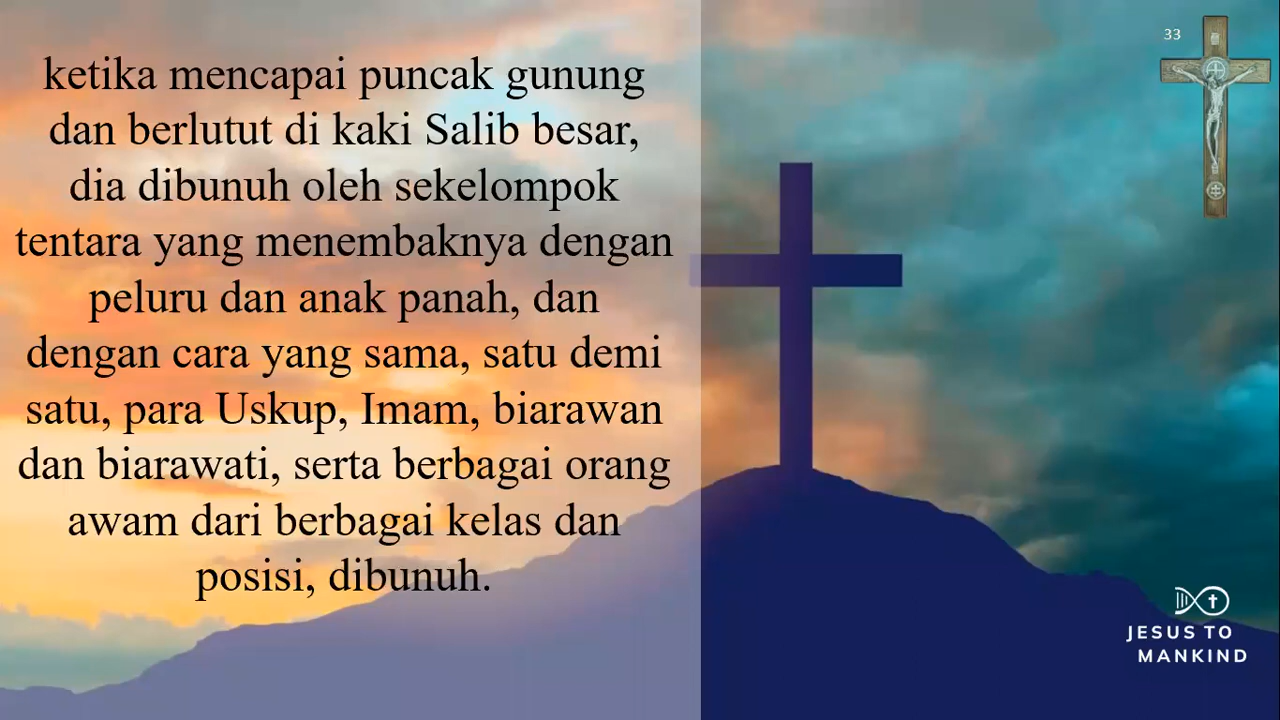 ketika mencapai puncak gunung
dan berlutut di kaki Salib besar,
dia dibunuh oleh sekelompok
tentara yang menembaknya dengan
peluru dan anak panah, dan
dengan cara yang sama, satu demi
satu, para Uskup, Imam, biarawan
dan biarawati, serta berbagai orang
awam dari berbagai kelas dan
posisi, dibunuh.
33
JESUS TO
MANKIND